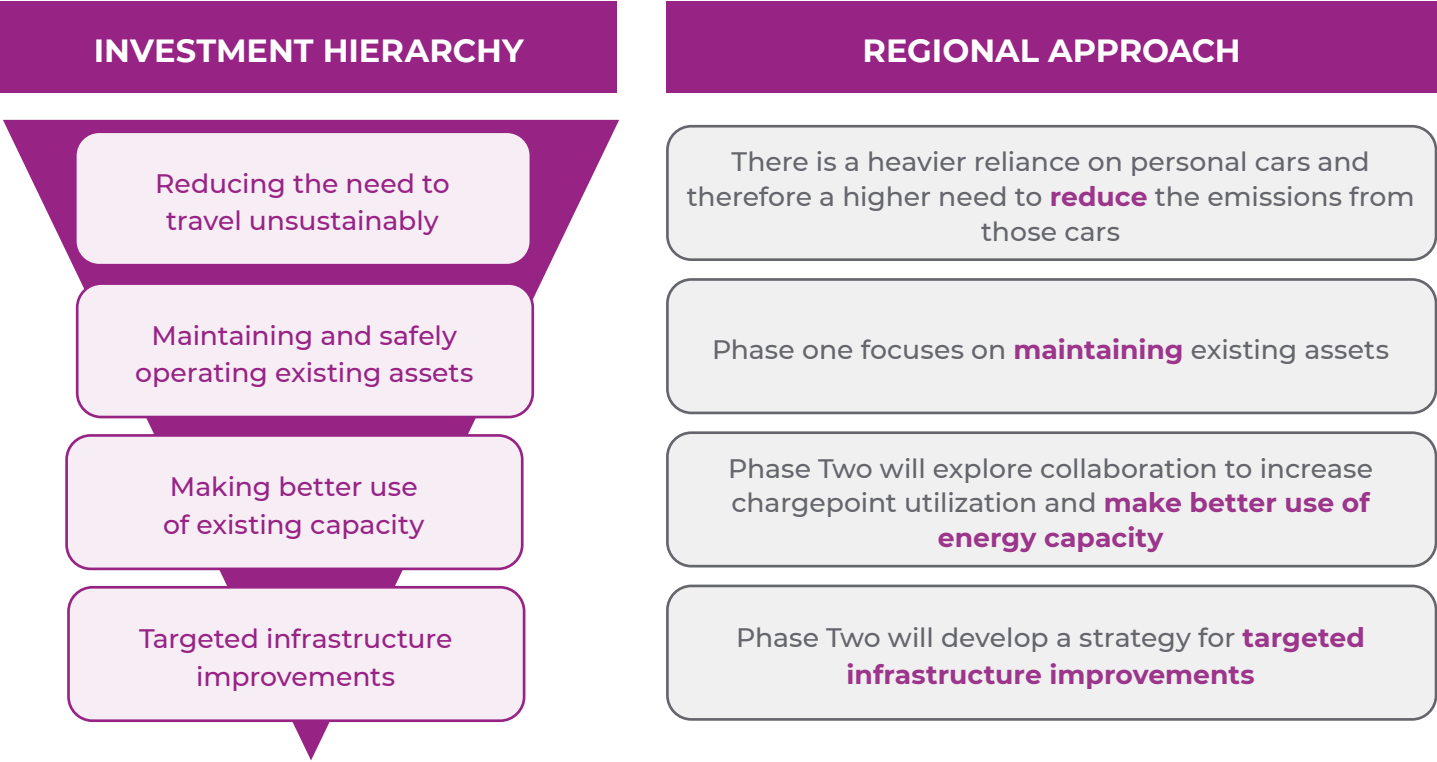 INVESTMENT HIERARCHY
REGIONAL APPROACH
Reducing the need to
travel unsustainably
There is a heavier reliance on personal cars and
therefore a higher need to reduce the emissions from
those cars
Maintaining and safely
operating existing assets
Phase one focuses on maintaining existing assets
Making better use
of existing capacity
Phase Two will explore collaboration to increase
chargepoint utilization and make better use of
energy capacity
Targeted infrastructure
improvements
Phase Two will develop a strategy for targeted
infrastructure improvements